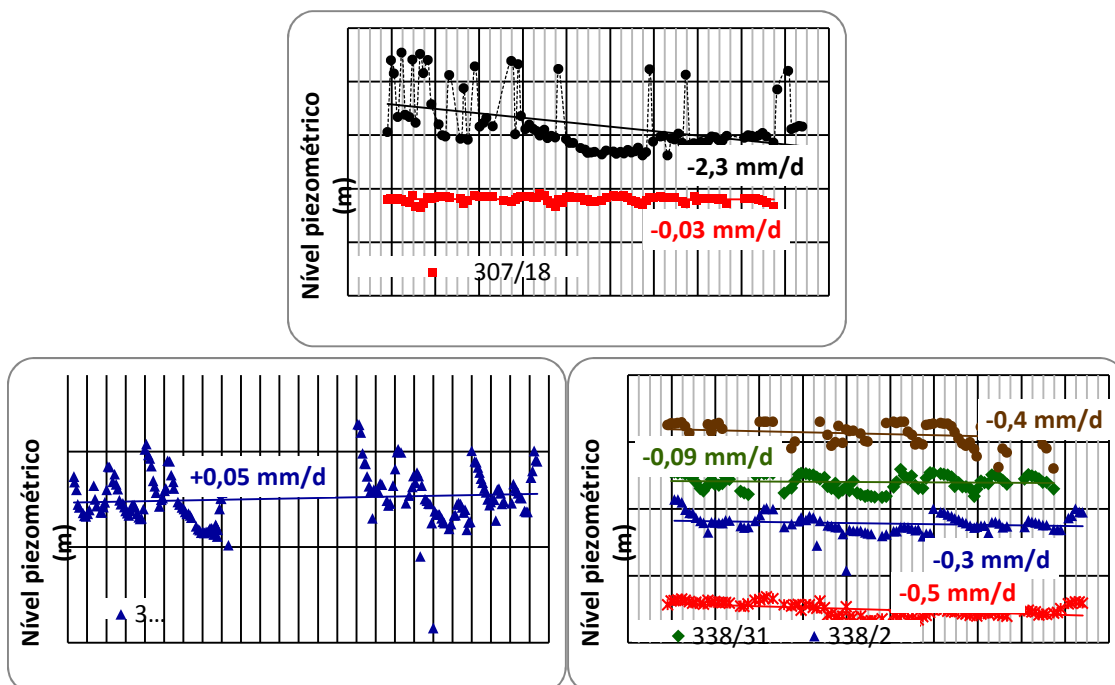 Nível piezométrico
(m)
-2,3 mm/d
-0,03 mm/d
307/18
Nível piezométrico
(m)
+0,05 mm/d
3...
Nível piezométrico
(m)
-0,4 mm/d
-0,09 mm/d
-0,3 mm/d
-0,5 mm/d
338/31 338/2